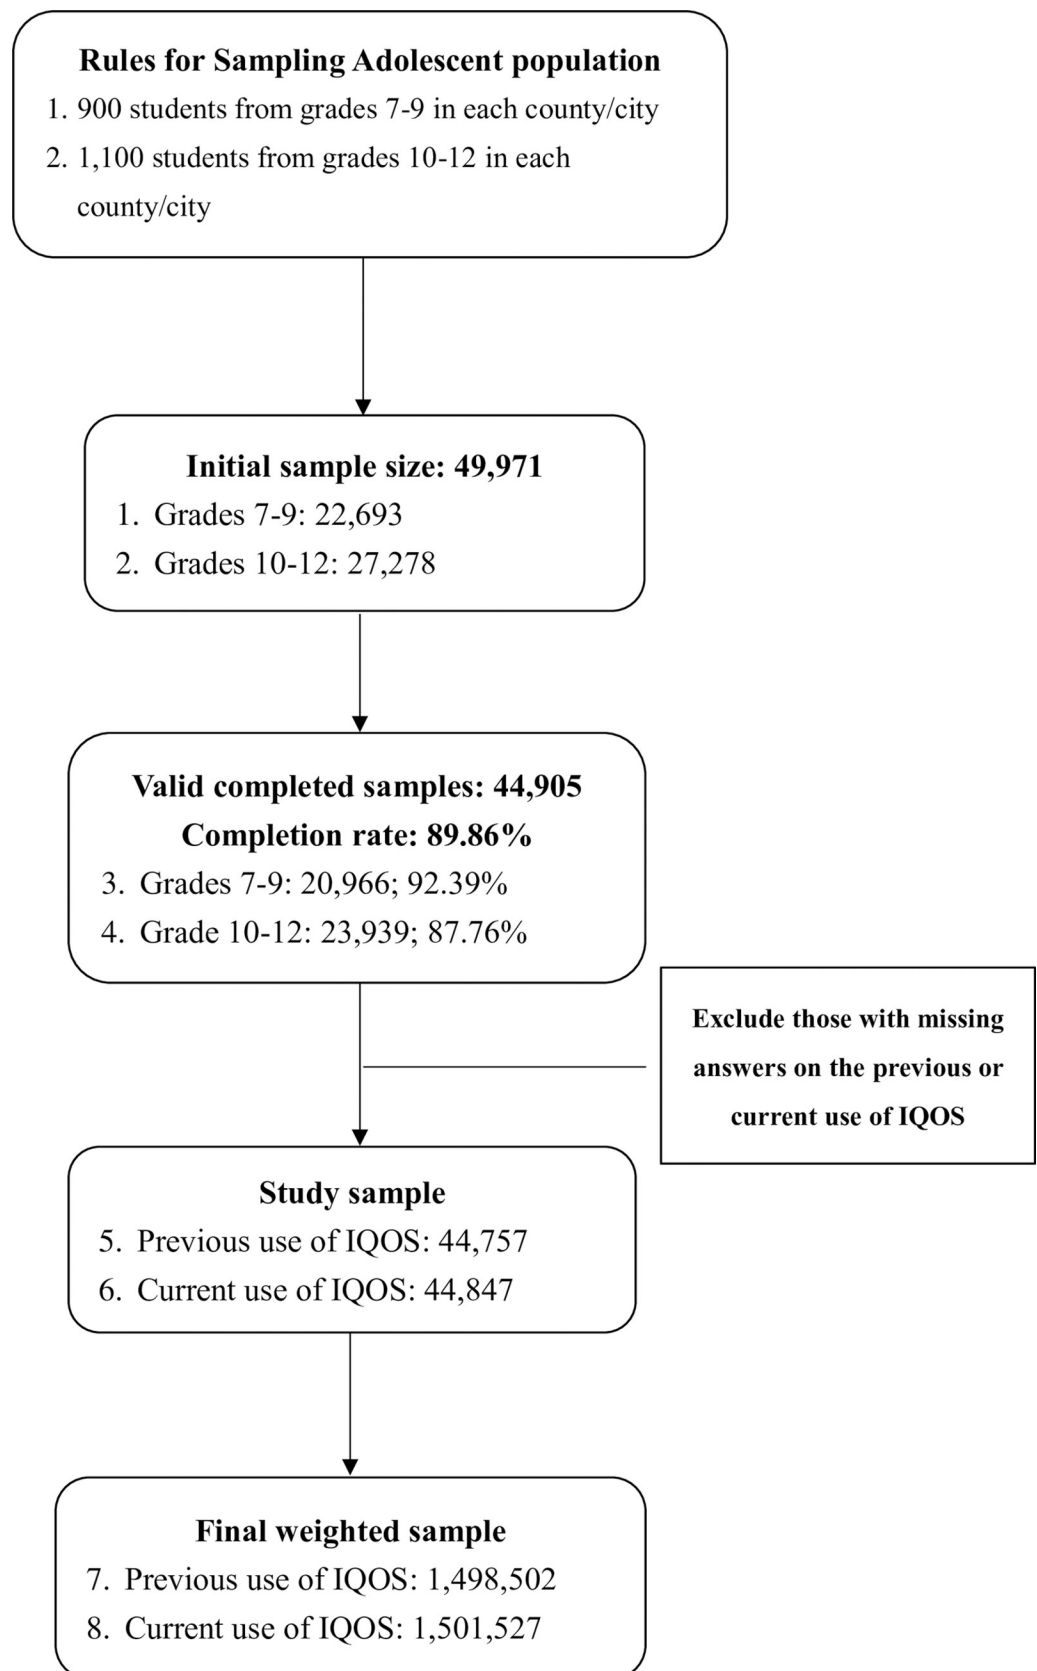 Rules for Sampling Adolescent population
1. 900 students from grades 7-9 in each county/city
2. 1,100 students from grades 10-12 in each
county/city
Initial sample size: 49,971
1. Grades 7-9: 22,693
2. Grades 10-12: 27,278
Valid completed samples: 44,905
Completion rate: 89.86%
3. Grades 7-9: 20,966; 92.39%
4. Grade 10-12: 23,939; 87.76%
Exclude those with missing
answers on the previous or
current use of IQOS
Study sample
5. Previous use of IQOS: 44,757
6. Current use of IQOS: 44,847
Final weighted sample
7. Previous use of IQOS: 1,498,502
8. Current use of IQOS: 1,501,527